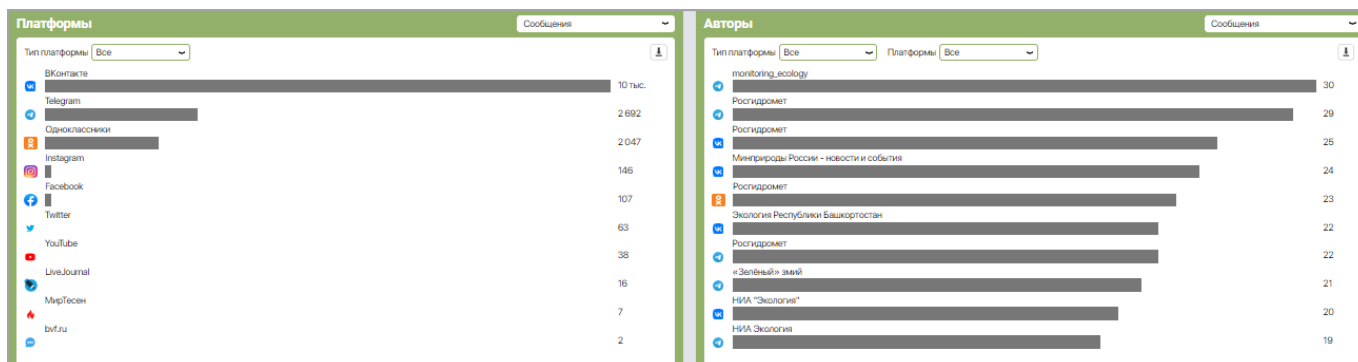 Платформы
Сообщения
Тип платформы Все
ВКонтакте
10 тыс.
Telegram
2 692
Одноклассники
2 047
Instagram
146
Facebook
107
Twitter
63
YouTube
38
LiveJournal
16
МирТесен
7
bvf.ru
2
Авторы
Сообщения
Тип платформы Все Платформы Все
monitoring_ecology
30
Росгидромет
29
Росгидромет
25
Минприроды России - новости и события
24
Росгидромет
23
Экология Республики Башкортостан
22
Росгидромет
22
«Зелёный» змий
21
НИА "Экология"
20
НИА Экология
19